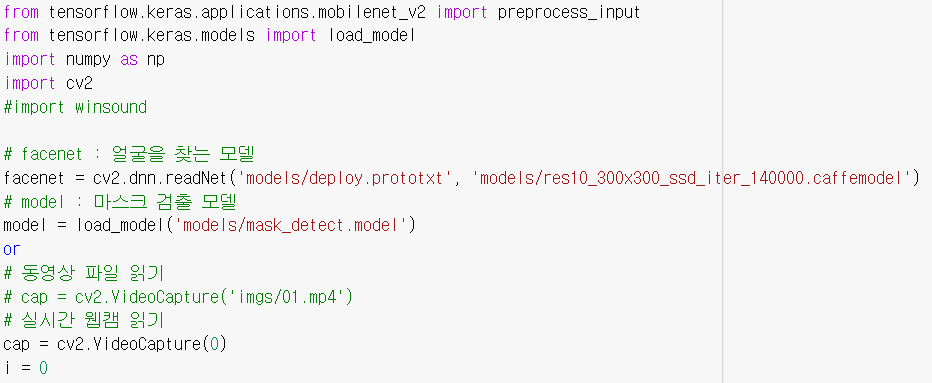 from tensorflow.keras.applications.mobilenet_v2 import preprocess_input
from tensorflow.keras.models import load_model
import numpy as np
import cv2
#import winsound
# facenet : 얼굴을 찾는 모델
facenet = cv2.dnn.readNet('models/deploy.prototxt', 'models/res10_300x300_ssd_iter_140000.caffemodel')
# model : 마스크 검출 모델
model = load_model('models/mask_detect.model')
or
# 동영상 파일 읽기
# cap = cv2.VideoCapture('imgs/01.mp4')
# 실시간 웹캠 읽기
cap = cv2.VideoCapture(0)
i = 0